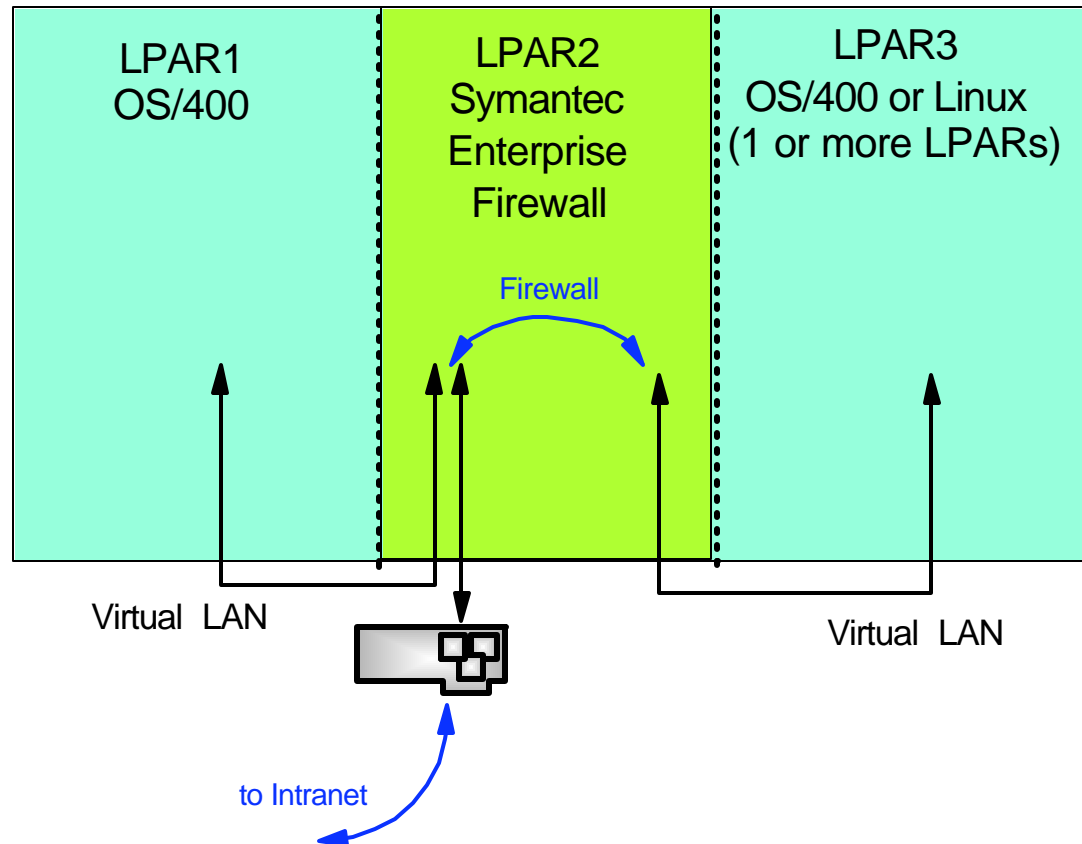 LPAR1
OS/400
LPAR2
Symantec
Enterprise
Firewall
LPAR3
OS/400 or Linux
(1 or more LPARs)
Firewall
Virtual LAN
Virtual LAN
to Intranet